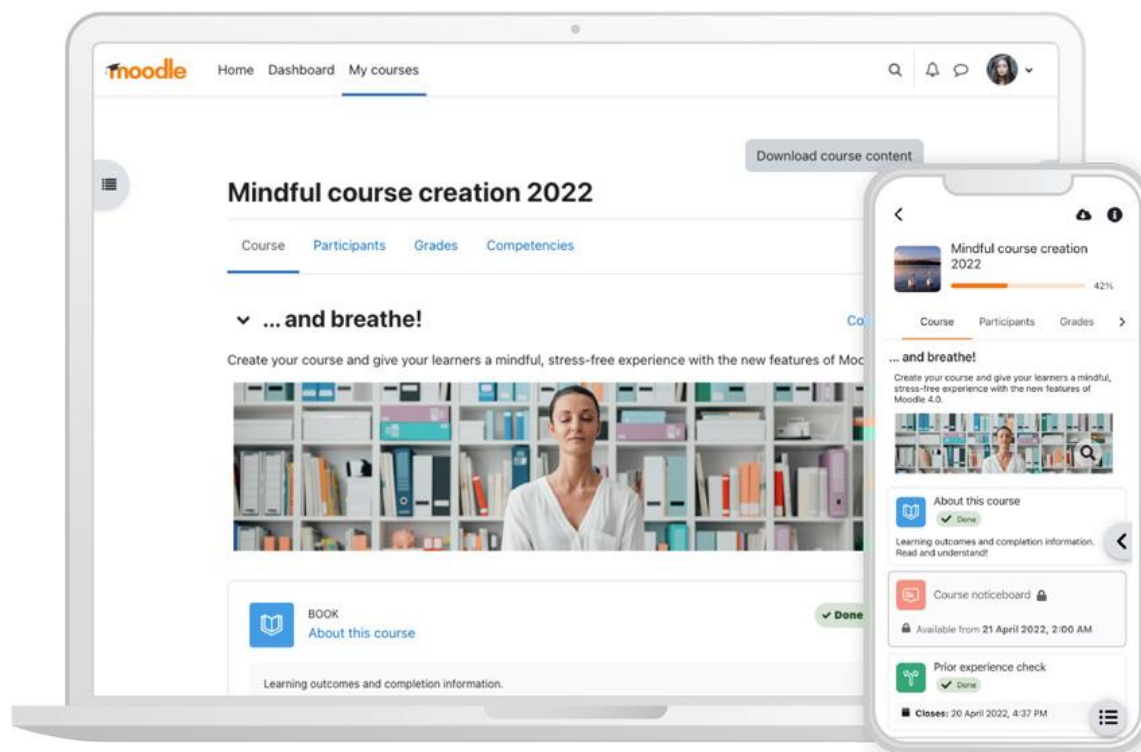 moodle
Home Dashboard My courses
Download course content
Mindful course creation 2022
Course Participants Grades Competencies
... and breathe!
Create your course and give your learners a mindful, stress-free experience with the new features of
BOOK
About this course
Done
Learning outcomes and completion information.
Mindful course creation
2022
42%
Course Participants Grades
... and breathe!
Create your course and give your learners a mindful,
stress-free experience with the new features of
Moodle 4.0.
About this course
Done
Learning outcomes and completion information.
Read and understand!
Course noticeboard
Available from 21 April 2022, 2:00 AM
Prior experience check
Done
Closes: 20 April 2022, 4:37 PM